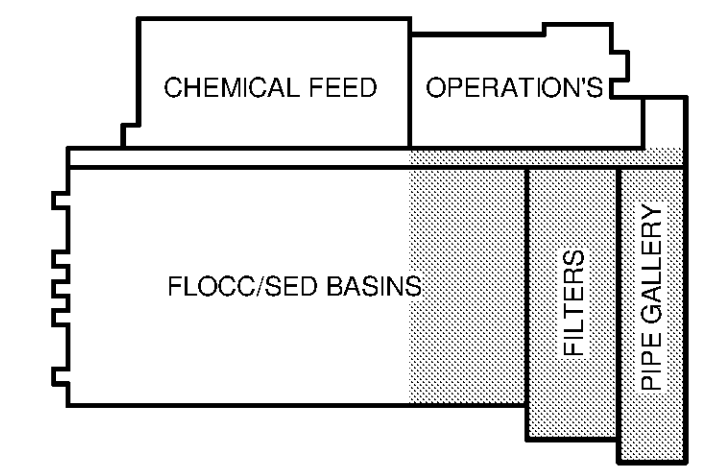 CHEMICAL FEED
OPERATION'S
FLOCC/SED BASINS
FILTERS
PIPE GALLERY